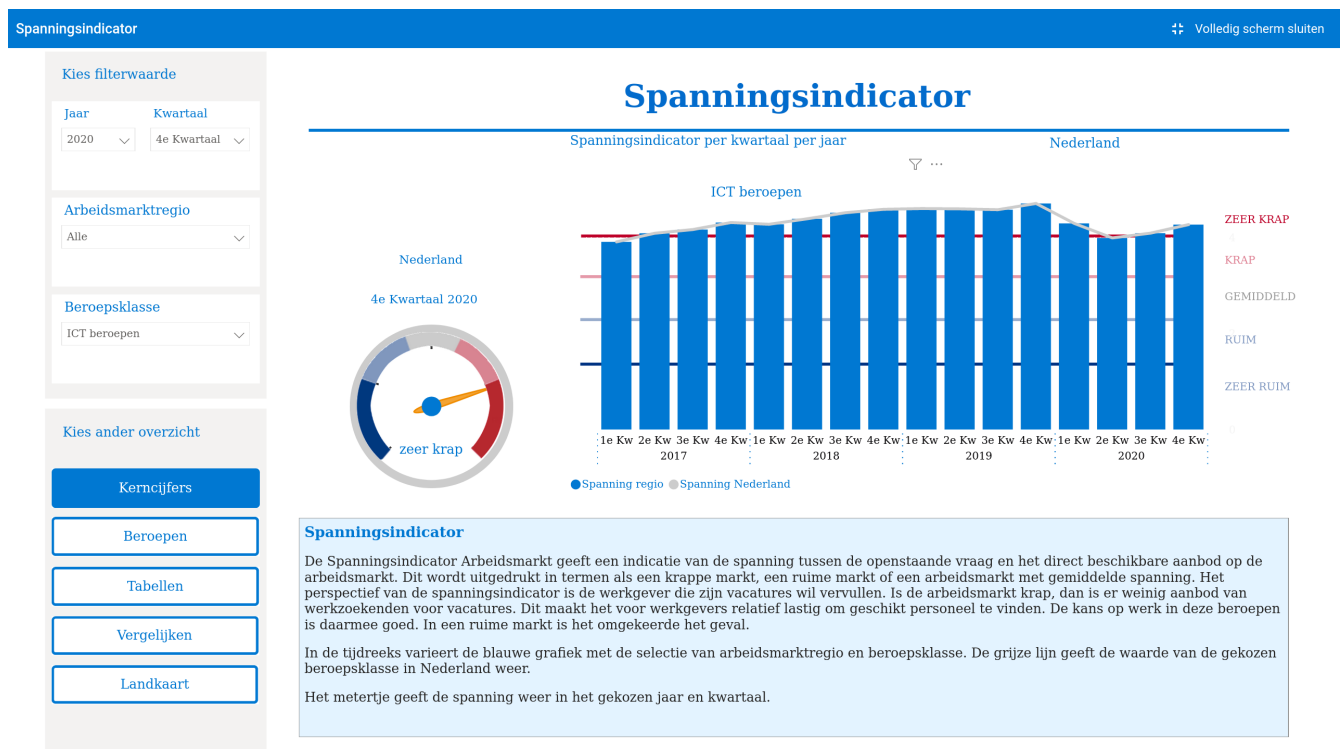 Spanningsindicator
Volledig scherm sluiten
Kies filterwaarde
Jaar
Kwartaal
2020
4e Kwartaal
Arbeidsmarktregio
Alle
Beroepsklasse
ICT beroepen
Kies ander overzicht
Kerncijfers
Beroepen
Tabellen
Vergelijken
Landkaart
Spanningsindicator
Spanningsindicator per kwartaal per jaar
Nederland
ICT beroepen
Nederland
4e Kwartaal 2020
zeer krap
ZEER KRAP
4
KRAP
GEMIDDELD
RUIM
ZEER RUIM
0
1e Kw 2e Kw 3e Kw 4e Kw 1e Kw 2e Kw 3e Kw 4e Kw 1e Kw 2e Kw 3e Kw 4e Kw 1e Kw 2e Kw 3e Kw 4e Kw
2017 2018 2019 2020
Spanning regio Spanning Nederland
Spanningsindicator
De Spanningsindicator Arbeidsmarkt geeft een indicatie van de spanning tussen de openstaande vraag en het direct beschikbare aanbod op de
arbeidsmarkt. Dit wordt uitgedrukt in termen als een krappe markt, een ruime markt of een arbeidsmarkt met gemiddelde spanning. Het
perspectief van de spanningsindicator is de werkgever die zijn vacatures wil vervullen. Is de arbeidsmarkt krap, dan is er weinig aanbod van
werkzoekenden voor vacatures. Dit maakt het voor werkgevers relatief lastig om geschikt personeel te vinden. De kans op werk in deze beroepen
is daarmee goed. In een ruime markt is het omgekeerde het geval.
In de tijdreeks varieert de blauwe grafiek met de selectie van arbeidsmarktregio en beroepsklasse. De grijze lijn geeft de waarde van de gekozen
beroepsklasse in Nederland weer.
Het metertje geeft de spanning weer in het gekozen jaar en kwartaal.